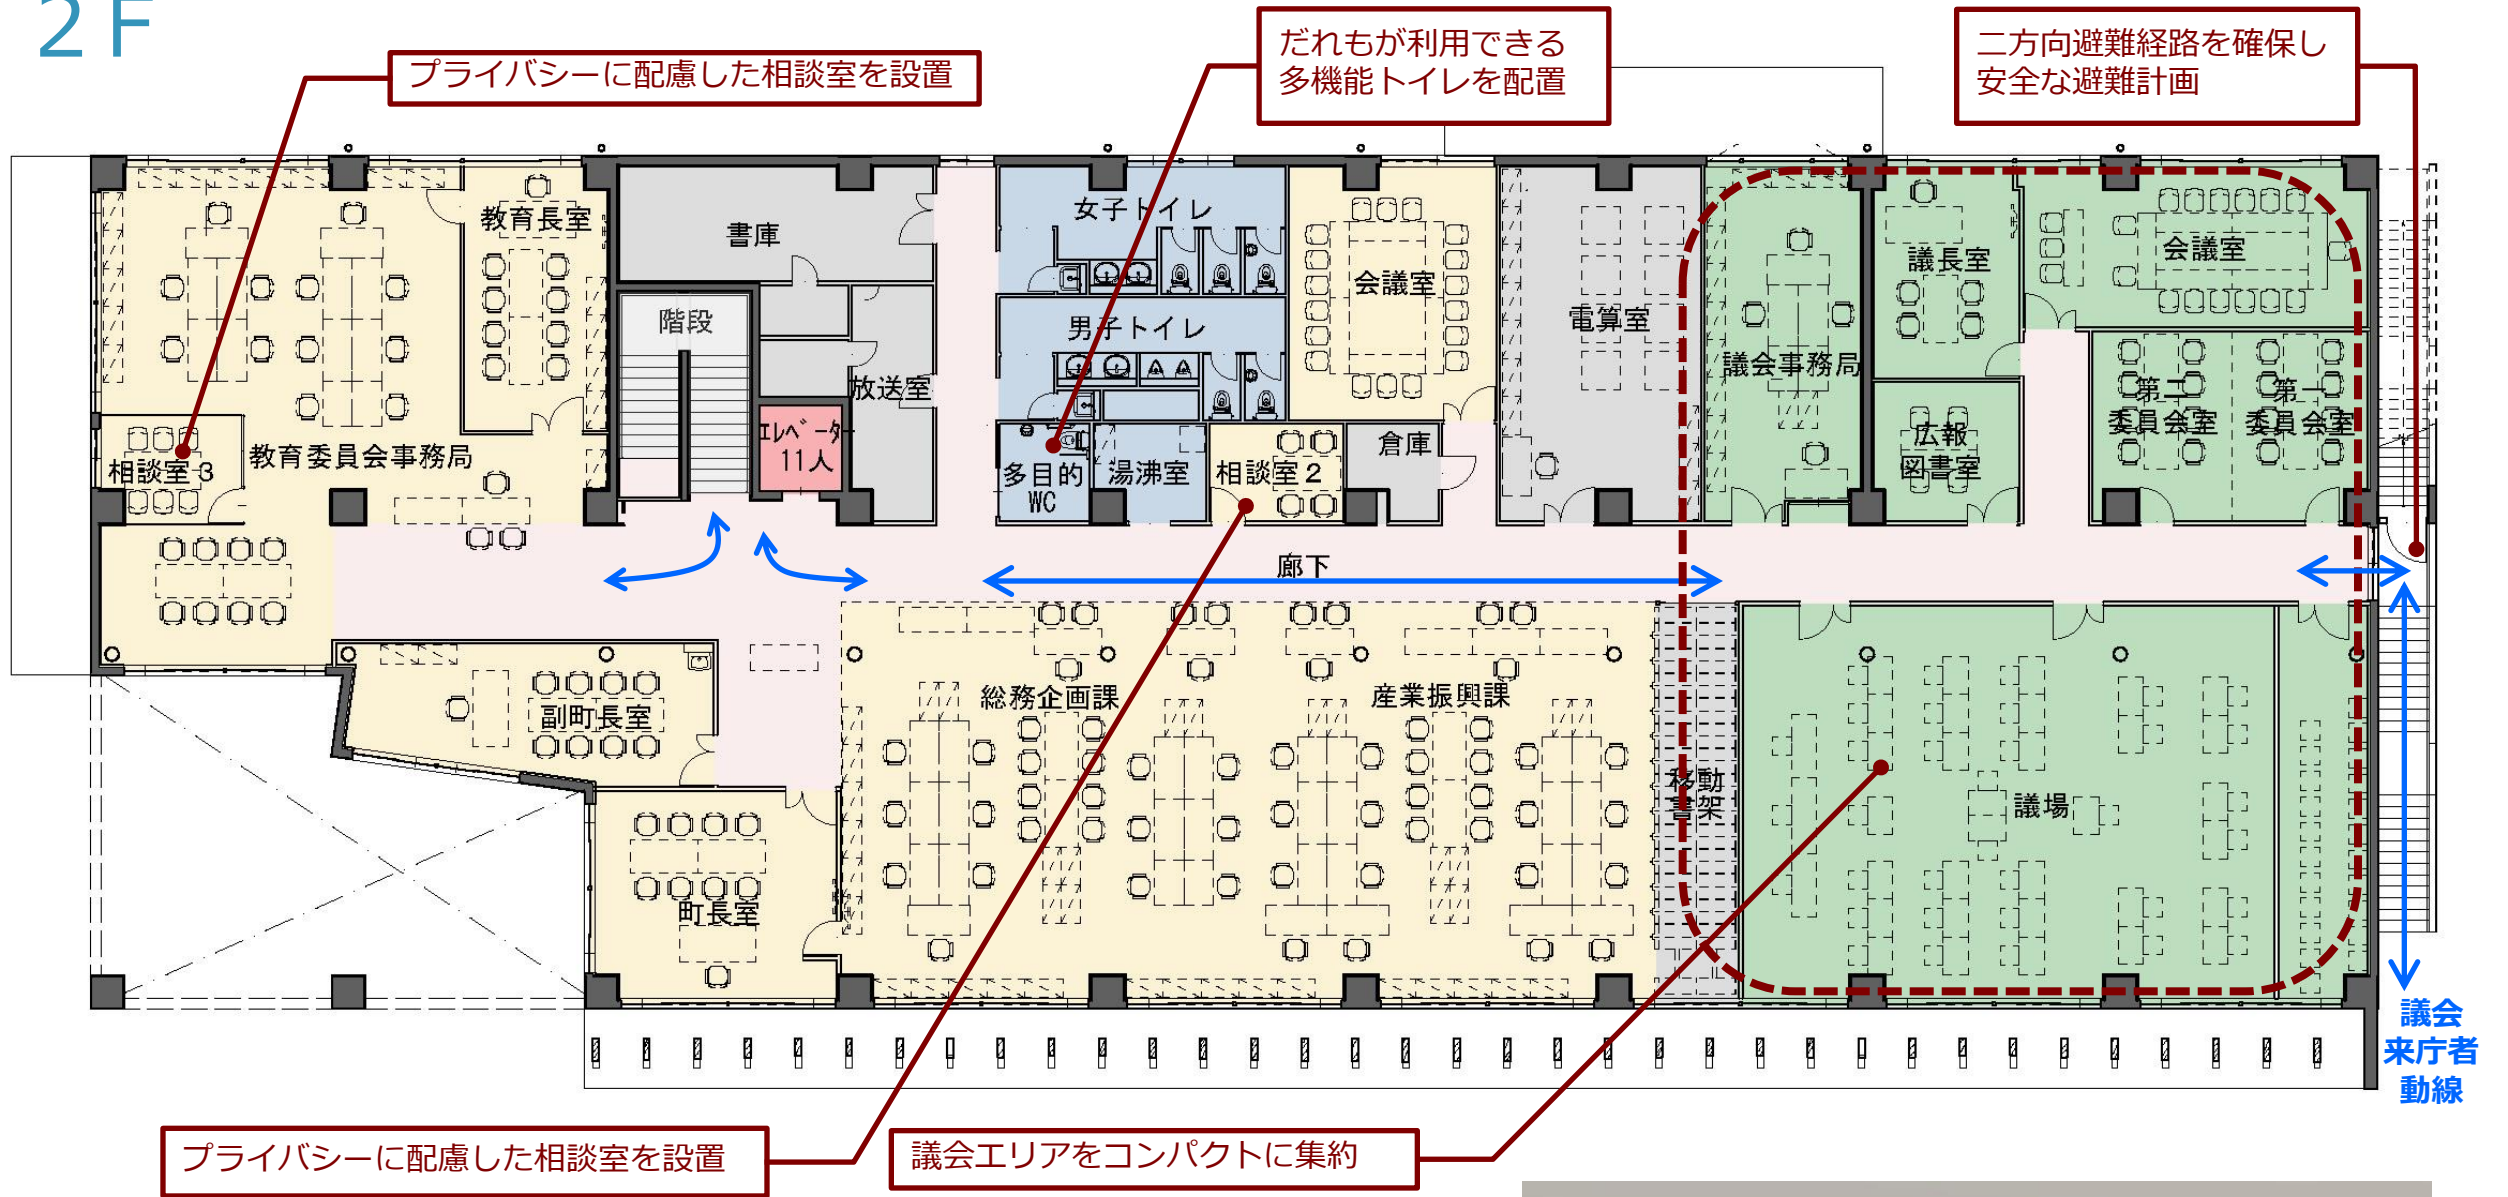 2F
プライバシーに配慮した相談室を設置
だれもが利用できる
多機能トイレを配置
二方向避難経路を確保し
安全な避難計画
教育長室
書庫
女子トイレ
会議室
電算室
議長室
会議室
階段
男子トイレ
議会事務局
放送室
第二
委員会室
第一
委員会室
エレベーター
11人
相談室3
教育委員会事務局
多目的
WC
湯沸室
相談室2
倉庫
広報
図書室
廊下
副町長室
総務企画課
産業振興課
移動
書架
議場
町長室
議会
来庁者
動線
プライバシーに配慮した相談室を設置
議会エリアをコンパクトに集約